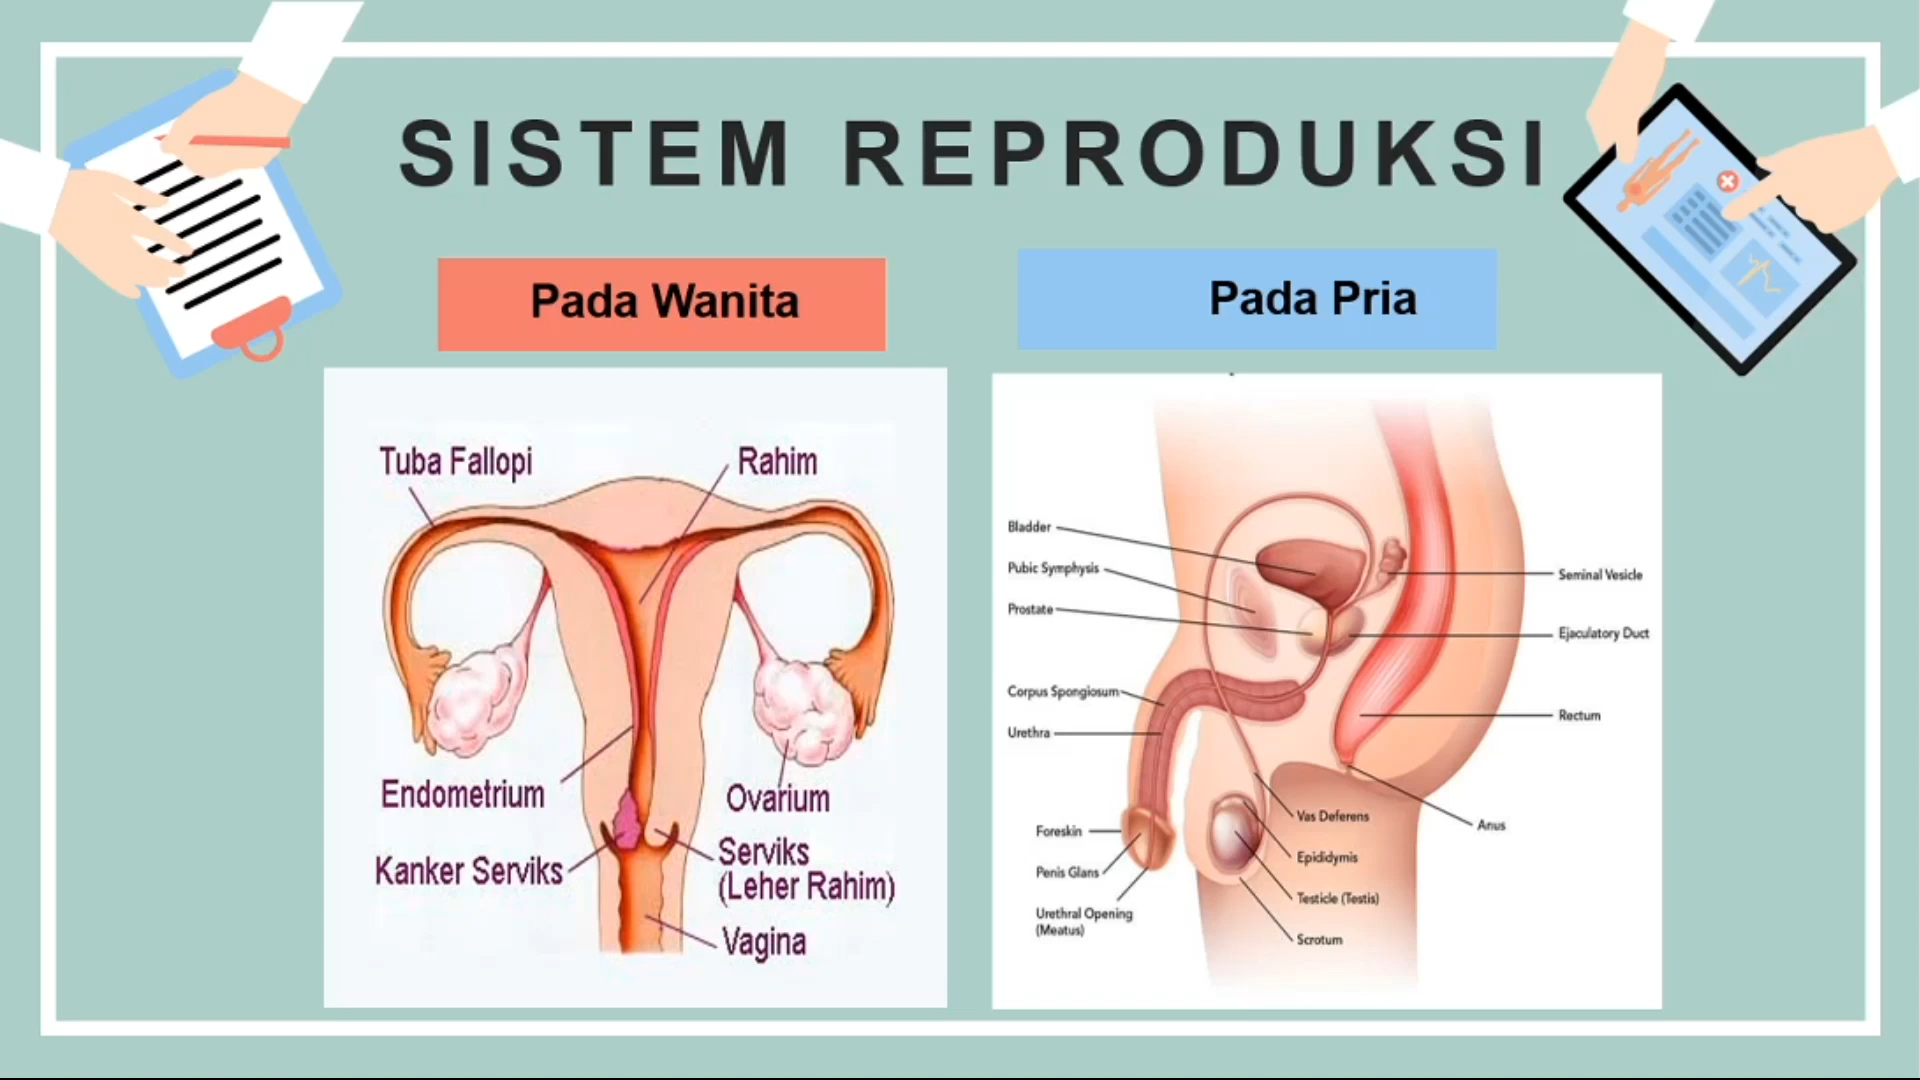 SISTEM REPRODUKSI
Pada Wanita
Tuba Fallopi
Rahim
Endometrium
Ovarium
Kanker Serviks
Serviks
(Leher Rahim)
Vagina
Pada Pria
Bladder
Pubic Symphysis
Prostate
Corpus Spongiosum
Urethra
Foreskin
Penis Glans
Urethral Opening
(Meatus)
Seminal Vesicle
Ejaculatory Duct
Rectum
Anus
Vas Deferens
Epididymis
Testicle (Testis)
Scrotum